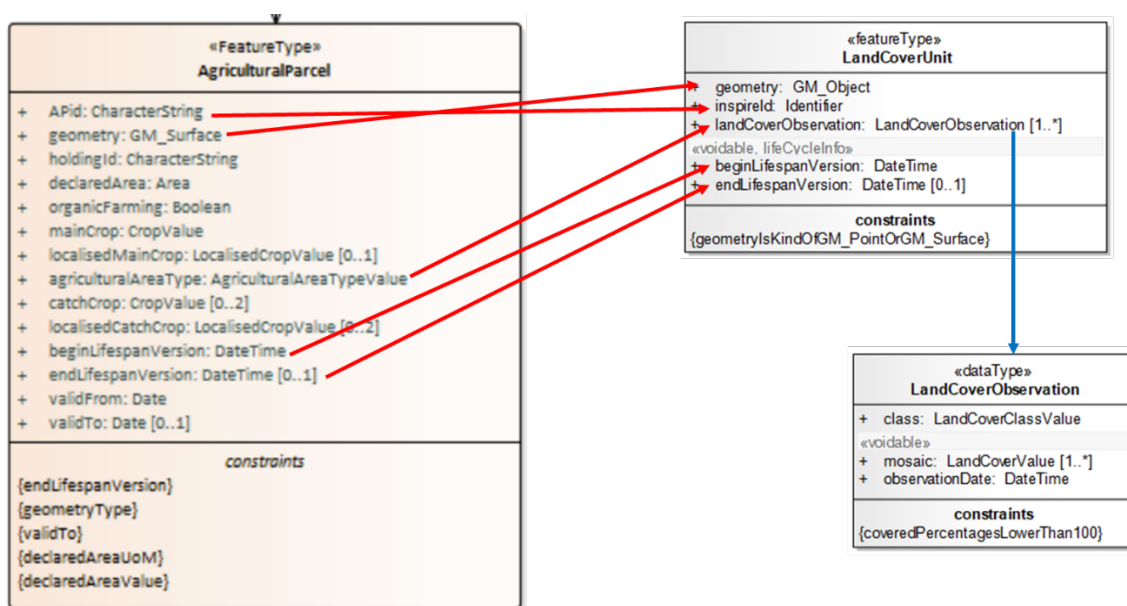 «FeatureType»
AgriculturalParcel
+ APid: CharacterString
+ geometry: GM_Surface
+ holdingId: CharacterString
+ declaredArea: Area
+ organicFarming: Boolean
+ mainCrop: CropValue
+ localisedMainCrop: LocalisedCropValue [0..1]
+ agriculturalAreaType: AgriculturalAreaTypeValue
+ catchCrop: CropValue [0..2]
+ localisedCatchCrop: LocalisedCropValue [0..2]
+ beginLifespanVersion: DateTime
+ endLifespanVersion: DateTime [0..1]
+ validFrom: Date
+ validTo: Date [0..1]
constraints
{endLifespanVersion}
{geometryType}
{validTo}
{declaredAreaUoM}
{declaredAreaValue}
«featureType»
LandCoverUnit
+ geometry: GM_Object
+ inspireId: Identifier
+ landCoverObservation: LandCoverObservation [1..*]
«voidable, lifeCycleInfo»
+ beginLifespanVersion: DateTime
+ endLifespanVersion: DateTime [0..1]
constraints
{geometryIsKindOfGM_PointOrGM_Surface}
«dataType»
LandCoverObservation
+ class: LandCoverClassValue
«voidable»
+ mosaic: LandCoverValue [1..*]
+ observationDate: DateTime
constraints
{coveredPercentagesLowerThan100}